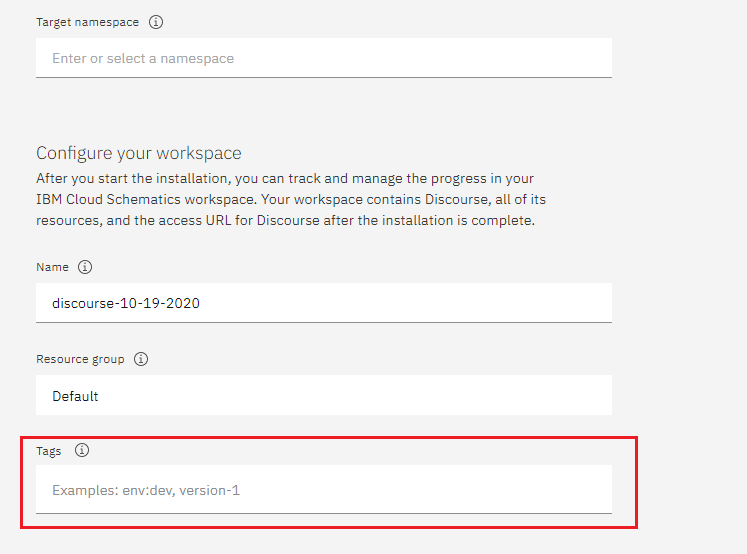 Target namespace
Enter or select a namespace
Configure your workspace
After you start the installation, you can track and manage the progress in your
IBM Cloud Schematics workspace. Your workspace contains Discourse, all of its
resources, and the access URL for Discourse after the installation is complete.
Name
discourse-10-19-2020
Resource group
Default
Tags
Examples: env:dev, version-1